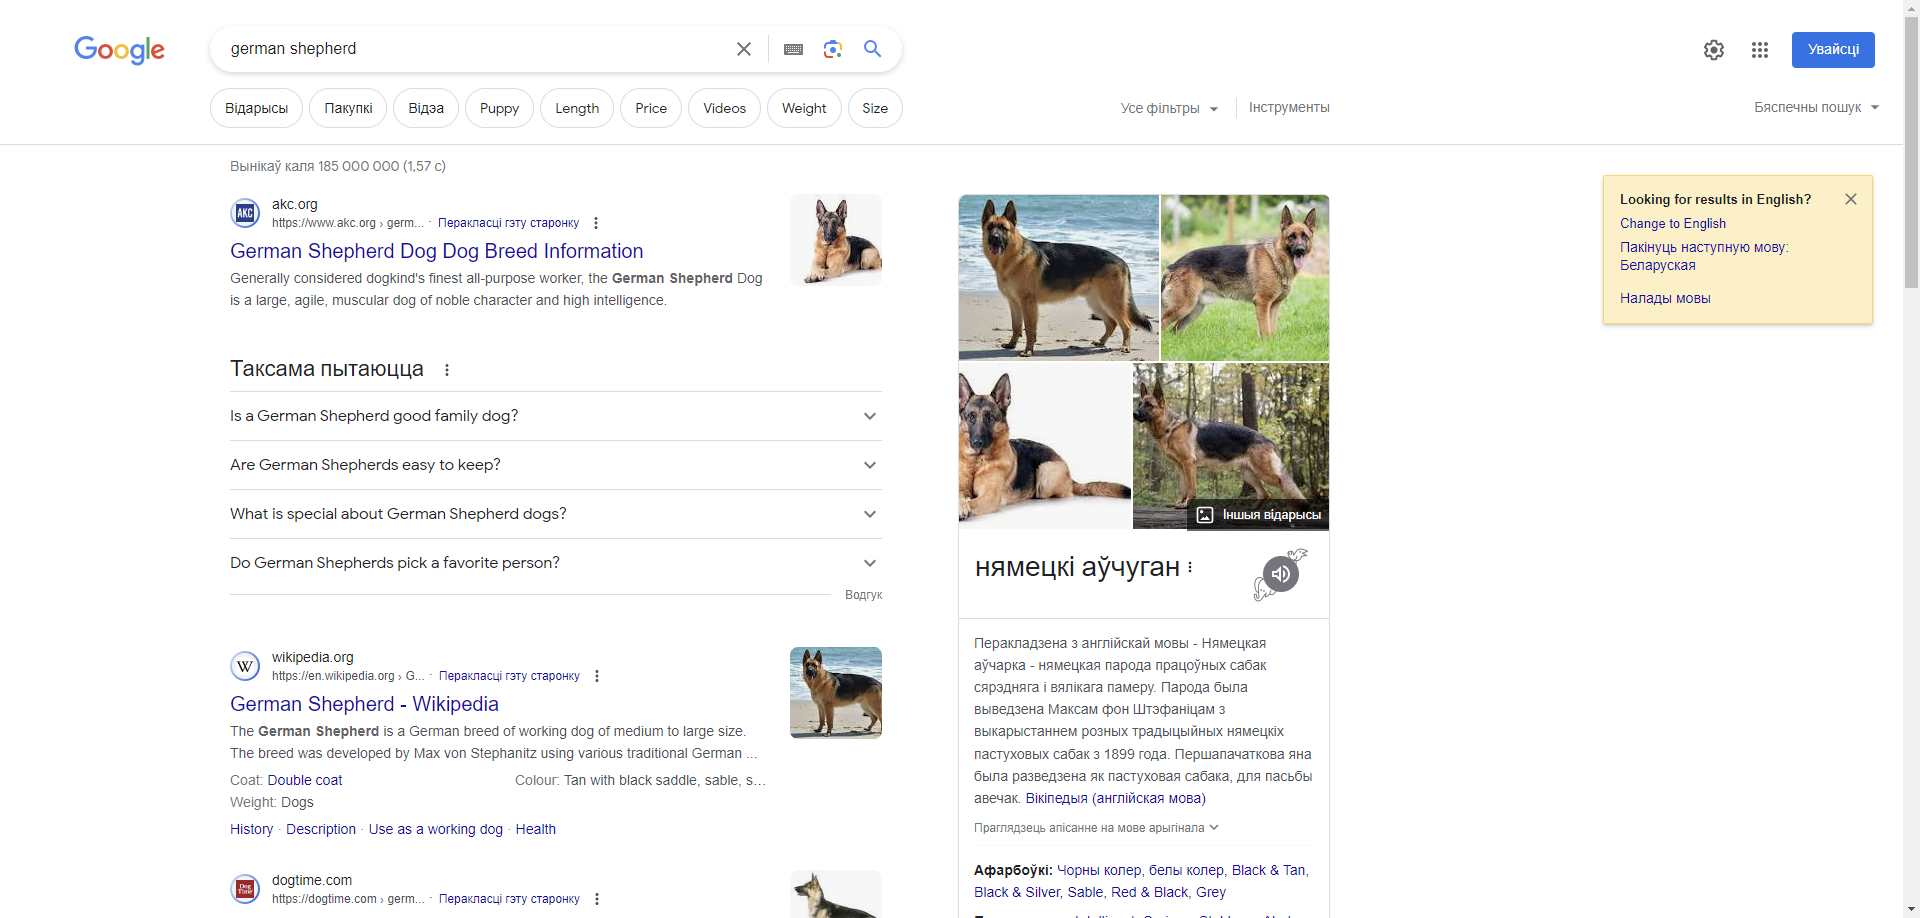 Google
german shepherd
Увайсці
Відарысы
Пакупкі
Відэа
Puppy
Length
Price
Videos
Weight
Size
Усе фільтры
Інструменты
Бяспечны пошук
Вынікаў каля 185 000 000 (1,57 с)
AKC
akc.org
https://www.akc.org › germ... · Перакласці гэту старонку
German Shepherd Dog Dog Breed Information
Generally considered dogkind's finest all-purpose worker, the German Shepherd Dog
is a large, agile, muscular dog of noble character and high intelligence.
Таксама пытаюцца
Is a German Shepherd good family dog?
Are German Shepherds easy to keep?
What is special about German Shepherd dogs?
Do German Shepherds pick a favorite person?
Водгук
W
wikipedia.org
https://en.wikipedia.org › G... · Перакласці гэту старонку
German Shepherd - Wikipedia
The German Shepherd is a German breed of working dog of medium to large size.
The breed was developed by Max von Stephanitz using various traditional German ...
Coat: Double coat
Colour: Tan with black saddle, sable, s...
Weight: Dogs
History · Description · Use as a working dog · Health
Dog Time
dogtime.com
https://dogtime.com › germ... · Перакласці гэту старонку
Іншыя відарысы
нямецкі аўчуган
Перакладзена з англійскай мовы - Нямецкая
аўчарка - нямецкая парода працоўных сабак
сярэдняга і вялікага памеру. Парода была
выведзена Максам фон Штэфаніцам з
выкарыстаннем розных традыцыйных нямецкіх
пастуховых сабак з 1899 года. Першапачаткова яна
была разведзена як пастуховая сабака, для пасьбы
авечак. Вікіпедыя (англійская мова)
Праглядзець апісанне на мове арыгінала
Афарбоўкі: Чорны колер, белы колер, Black & Tan,
Black & Silver, Sable, Red & Black, Grey
Looking for results in English?
Change to English
Пакінуць наступную мову:
Беларуская
Налады мовы